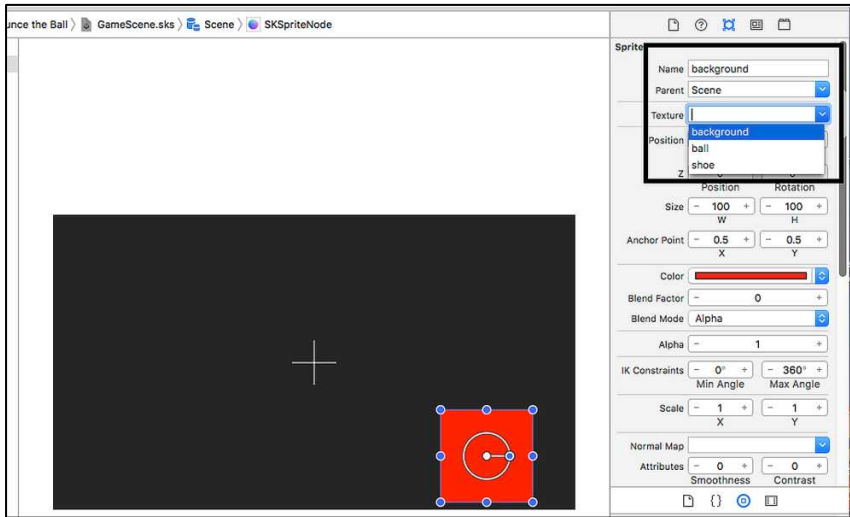 unce the Ball 〉 GameScene.sks 〉 Scene 〉 SKSpriteNode
Sprite
Name background
Parent Scene
Texture
background
Position
ball
shoe
Z
Position Rotation
Size - 100 + - 100 +
W H
Anchor Point - 0.5 + - 0.5 +
X Y
Color
Blend Factor - 0 +
Blend Mode Alpha
Alpha - 1 +
IK Constraints - 0° + - 360° +
Min Angle Max Angle
Scale - 1 + - 1 +
X Y
Normal Map
Attributes - 0 + - 0 +
Smoothness Contrast